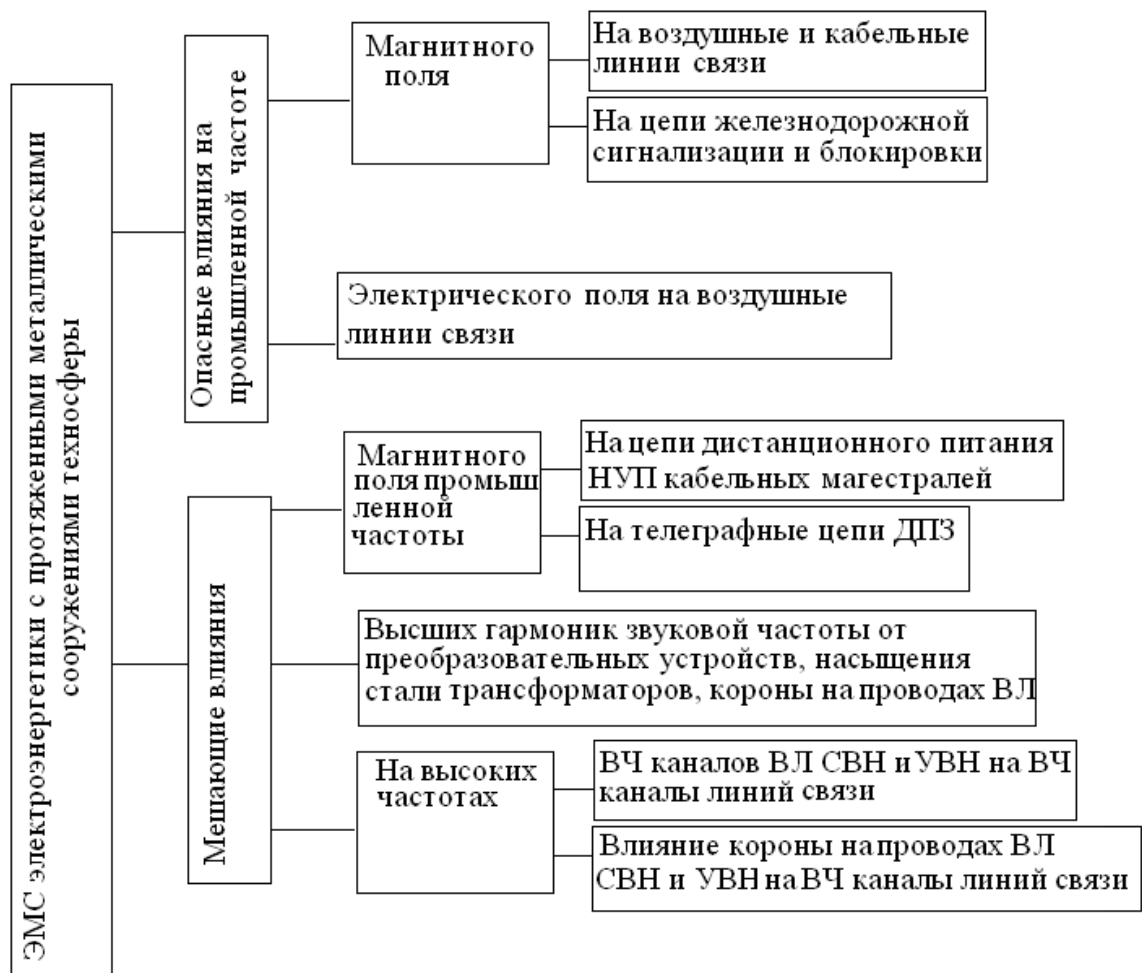 ЭМС электроэнергетики с протяженными металлическими
сооружениями техносферы
Опасные влияния на
промышленной частоте
Магнитного
поля
На воздушные и кабельные
линии связи
На цепи железнодорожной
сигнализации и блокировки
Электрического поля на воздушные
линии связи
Мешающие влияния
Магнитного
поля промыш
ленной
частоты
На цепи дистанционного питания
НУП кабельных магестралей
На телеграфные цепи ДПЗ
Высших гармоник звуковой частоты от
преобразовательных устройств, насыщения
стали трансформаторов, короны на проводах ВЛ
На высоких
частотах
ВЧ каналов ВЛ СВН и УВН на ВЧ
каналы линий связи
Влияние короны на проводах ВЛ
СВН и УВН на ВЧ каналы линий связи